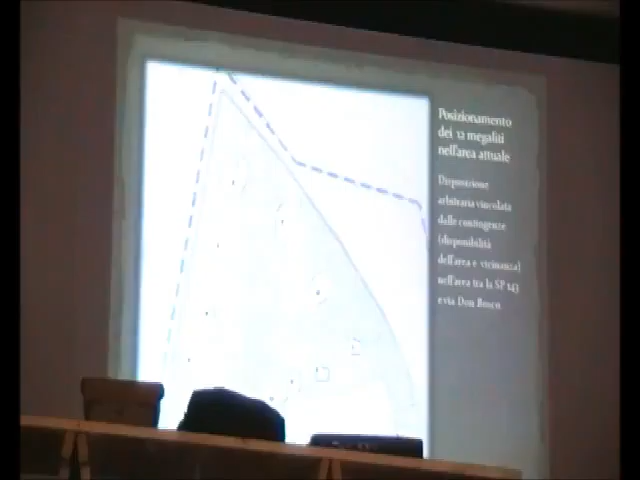 Posizionamento
dei 12 megaliti
nell'area attuale
Disposizione
arbitraria vincolata
dalle contingenze
(disponibilità
dell'area e vicinanza)
nell'area tra la SP 143
e via Don Bosco